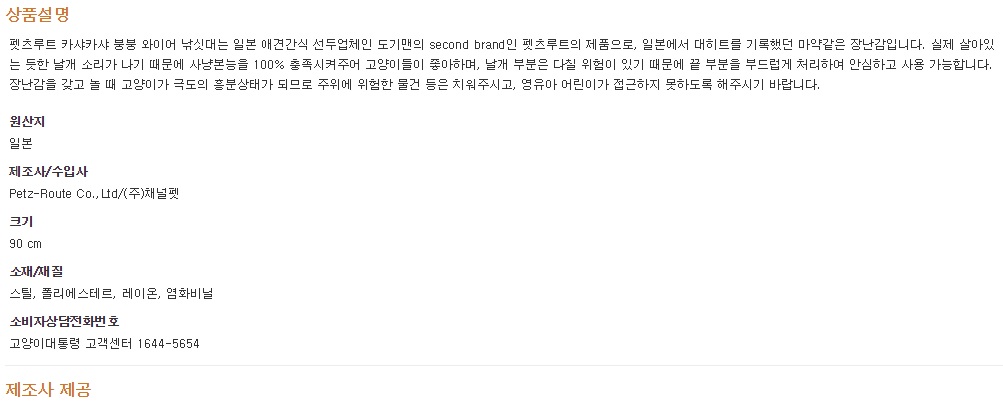 상품설명
펫츠루트 카샤카샤 붕붕 와이어 낚싯대는 일본 애견간식 선두업체인 도기맨의 second brand인 펫츠루트의 제품으로, 일본에서 대히트를 기록했던 마약같은 장난감입니다. 실제 살아있
는 듯한 날개 소리가 나기 때문에 사냥본능을 100% 충족시켜주어 고양이들이 좋아하며, 날개 부분은 다칠 위험이 있기 때문에 끝 부분을 부드럽게 처리하여 안심하고 사용 가능합니다.
장난감을 갖고 놀 때 고양이가 극도의 흥분상태가 되므로 주위에 위험한 물건 등은 치워주시고, 영유아 어린이가 접근하지 못하도록 해주시기 바랍니다.
원산지
일본
제조사/수입사
Petz-Route Co.,Ltd/(주)채널펫
크기
90 cm
소재/재질
스틸, 폴리에스테르, 레이온, 염화비닐
소비자상담전화번호
고양이대통령 고객센터 1644-5654
제조사 제공